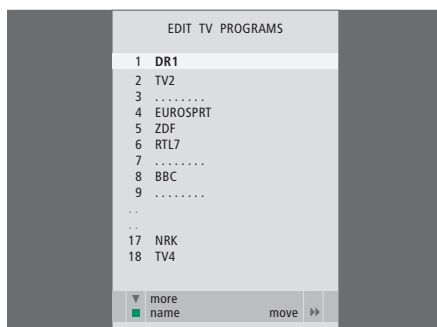 EDIT TV PROGRAMS
1 DR1
2 TV2
3 ........
4 EUROSPRT
5 ZDF
6 RTL7
7 ........
8 BBC
9 ........
..
..
17 NRK
18 TV4
▼ more
■ name move ▸▸